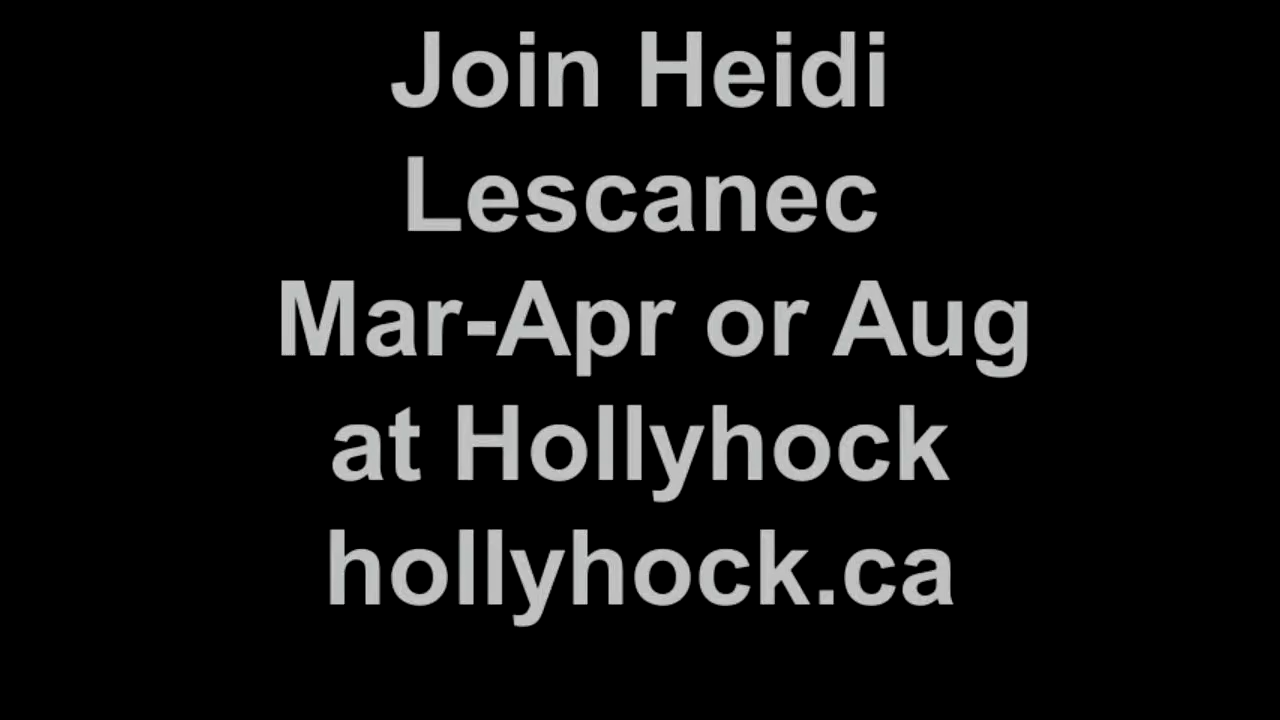 Join Heidi
Lescanec
Mar-Apr or Aug
at Hollyhock
hollyhock.ca